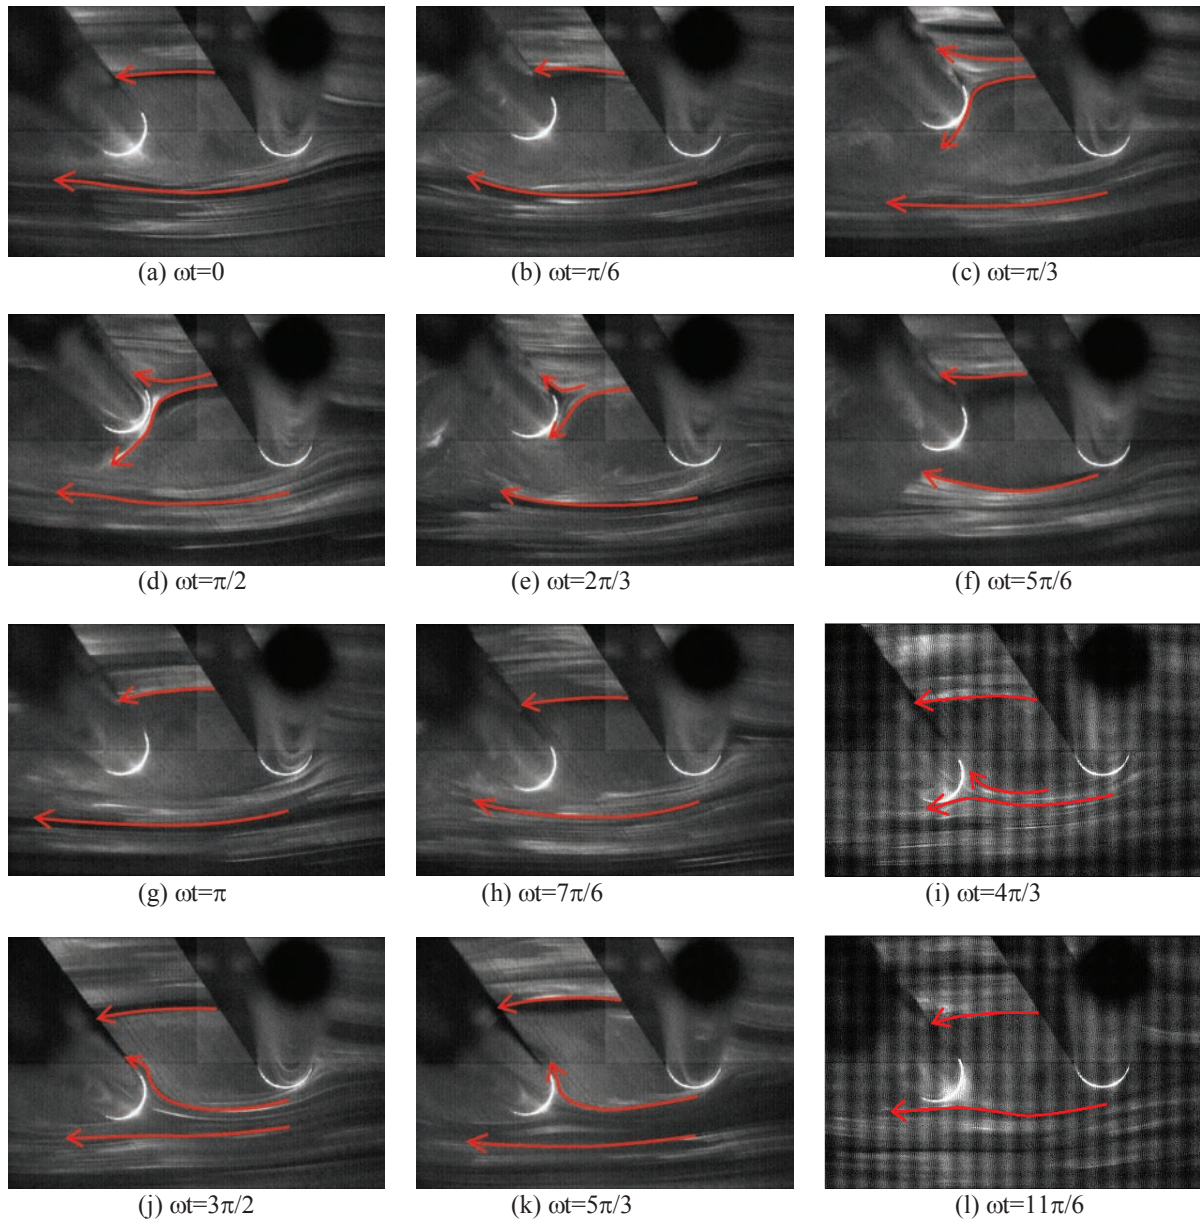 (a) ωt=0
(b) ωt=π/6
(c) ωt=π/3
(d) ωt=π/2
(e) ωt=2π/3
(f) ωt=5π/6
(g) ωt=π
(h) ωt=7π/6
(i) ωt=4π/3
(j) ωt=3π/2
(k) ωt=5π/3
(l) ωt=11π/6